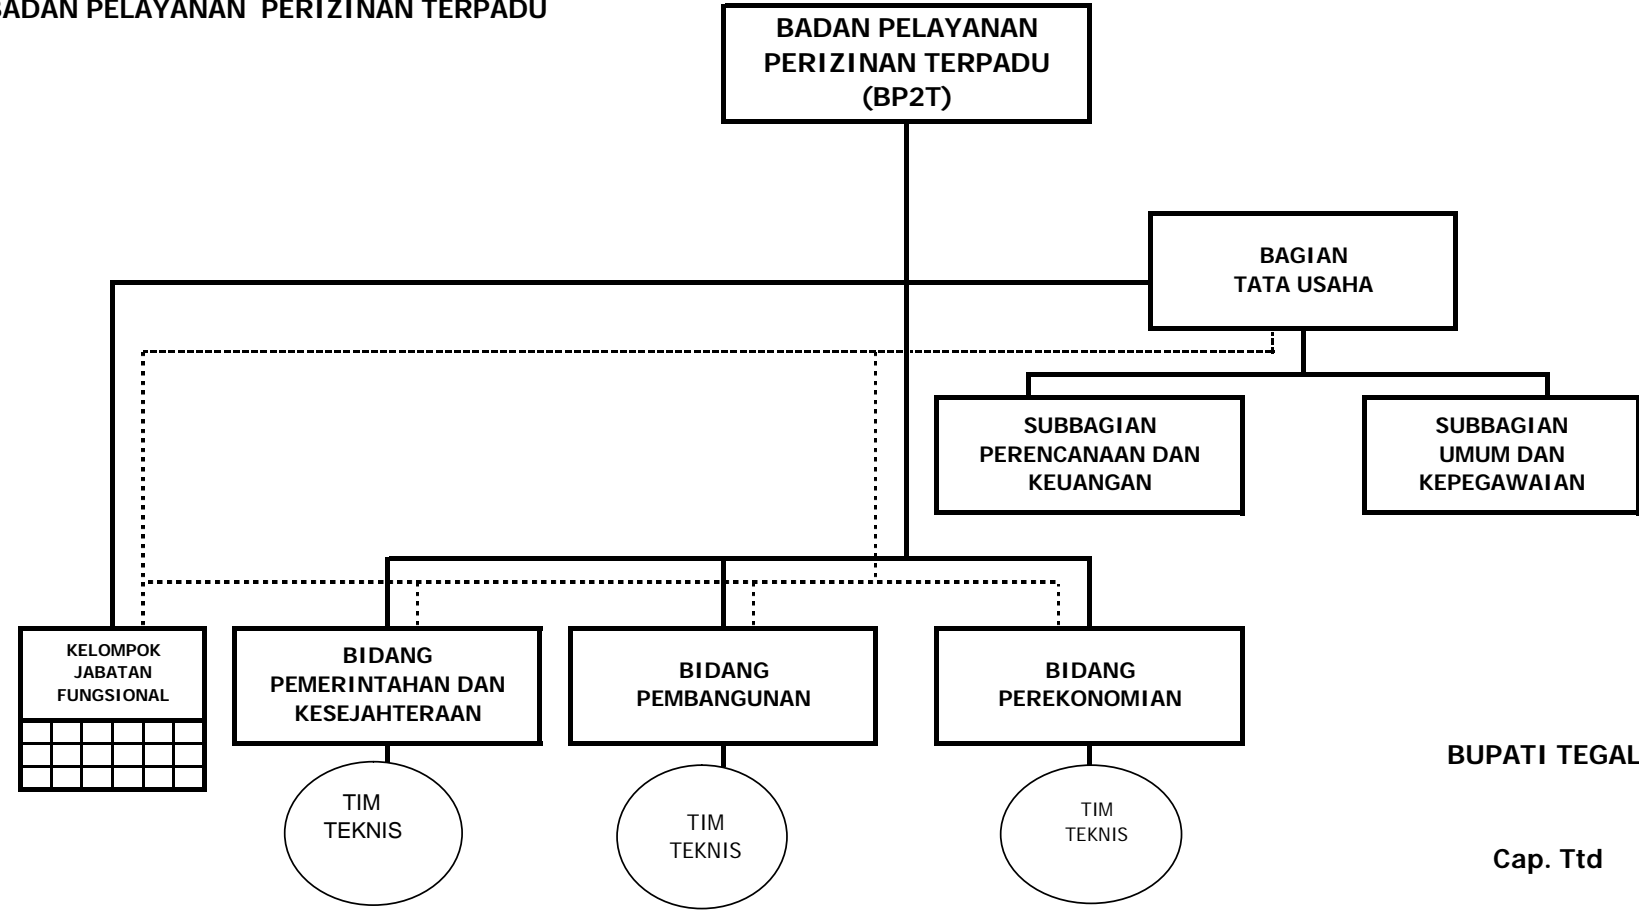 BADAN PELAYANAN PERIZINAN TERPADU
BADAN PELAYANAN
PERIZINAN TERPADU
(BP2T)
BAGIAN
TATA USAHA
SUBBAGIAN
PERENCANAAN DAN
KEUANGAN
SUBBAGIAN
UMUM DAN
KEPEGAWAIAN
KELOMPOK
JABATAN
FUNGSIONAL
BIDANG
PEMERINTAHAN DAN
KESEJAHTERAAN
BIDANG
PEMBANGUNAN
BIDANG
PEREKONOMIAN
TIM
TEKNIS
TIM
TEKNIS
TIM
TEKNIS
BUPATI TEGAL
Cap. Ttd